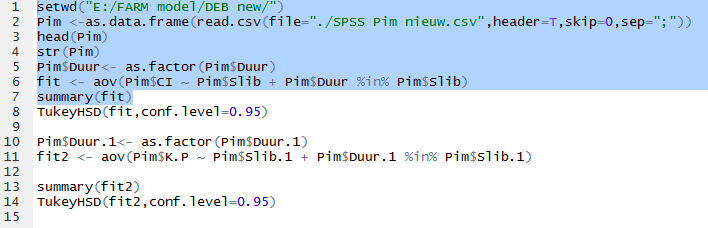 1 setwd("E:/FARM model/DEB new/")
2 Pim <-as.data.frame(read.csv(file="./SPSS Pim nieuw.csv",header=T,skip=0,sep=";"))
3 head(Pim)
4 str(Pim)
5 Pim$Duur<- as.factor(Pim$Duur)
6 fit <- aov(Pim$CI ~ Pim$Slib + Pim$Duur %in% Pim$Slib)
7 summary(fit)
8 TukeyHSD(fit,conf.level=0.95)
9
10 Pim$Duur.1<- as.factor(Pim$Duur.1)
11 fit2 <- aov(Pim$K.P ~ Pim$Slib.1 + Pim$Duur.1 %in% Pim$Slib.1)
12
13 summary(fit2)
14 TukeyHSD(fit2,conf.level=0.95)
15